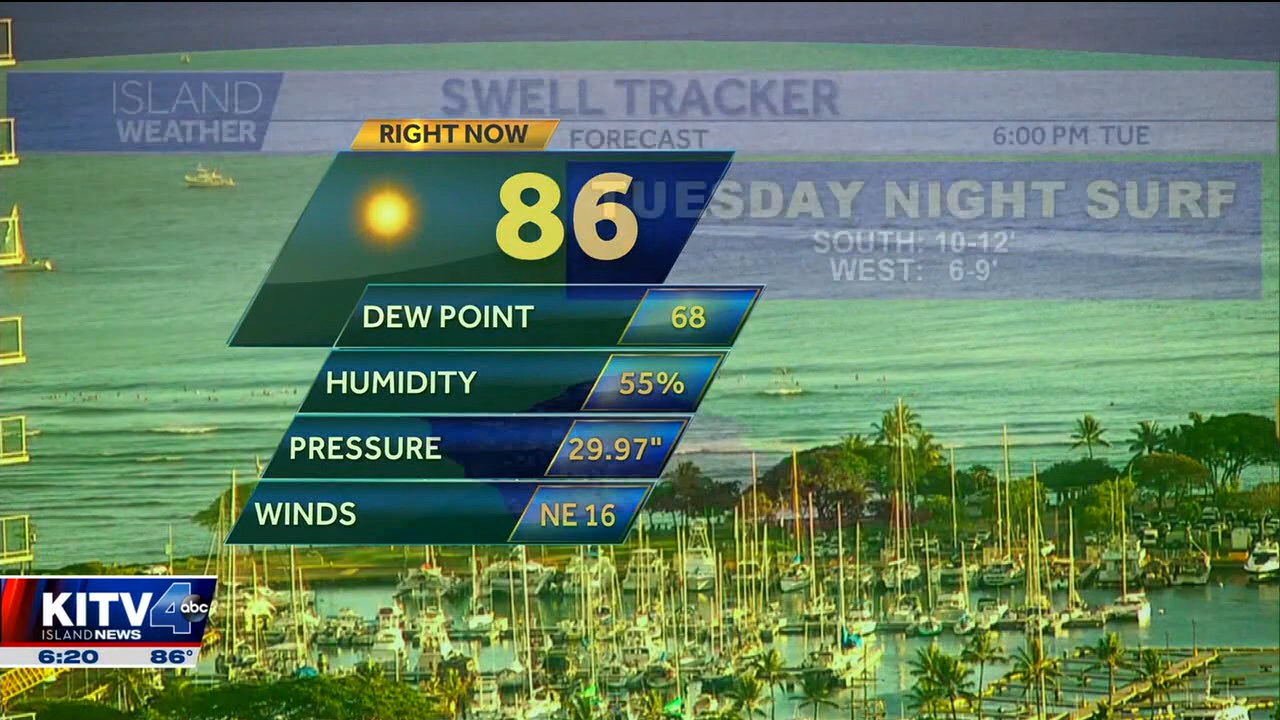 ISLAND
WEATHER
SWELL TRACKER
FORECAST
6:00 PM TUE
TUESDAY NIGHT SURF
SOUTH: 10-12'
WEST: 6-9'
RIGHT NOW
86
DEW POINT 68
HUMIDITY 55%
PRESSURE 29.97"
WINDS NE 16
KITV4 abc
ISLAND NEWS
6:20 86°